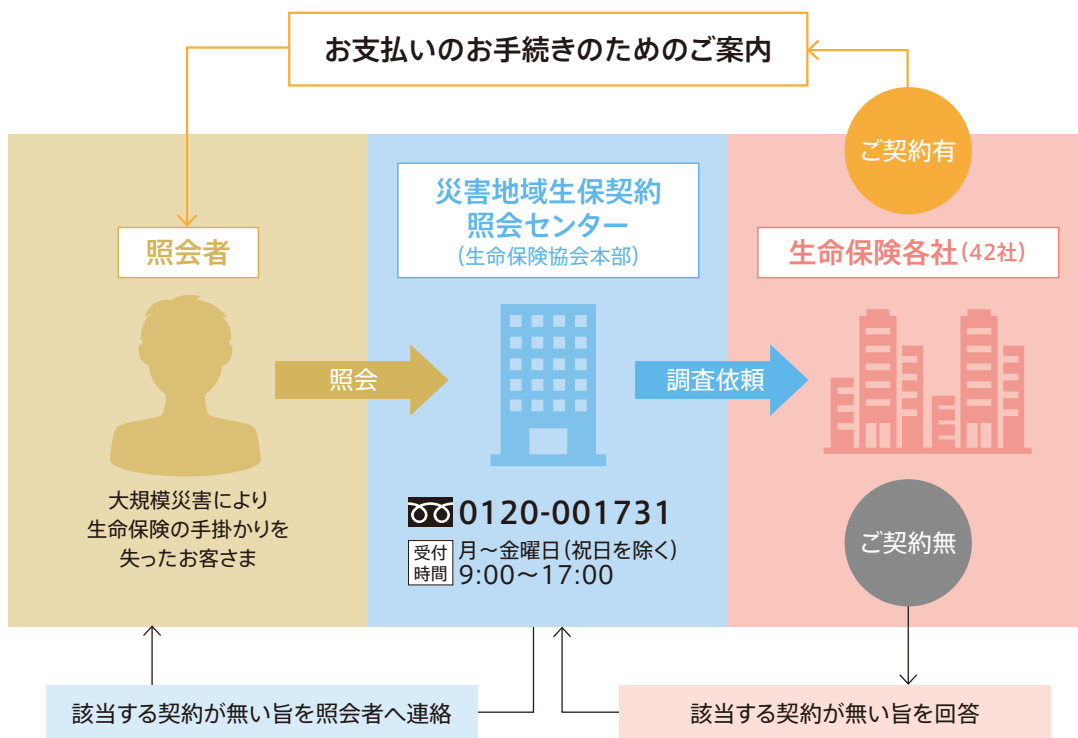 お支払いのお手続きのためのご案内
ご契約有
災害地域生保契約
照会センター
(生命保険協会本部)
照会者
生命保険各社(42社)
照会
調査依頼
大規模災害により
生命保険の手掛かりを
失ったお客さま
0120-001731
受付
時間
月～金曜日(祝日を除く)
9:00～17:00
ご契約無
該当する契約が無い旨を照会者へ連絡
該当する契約が無い旨を回答